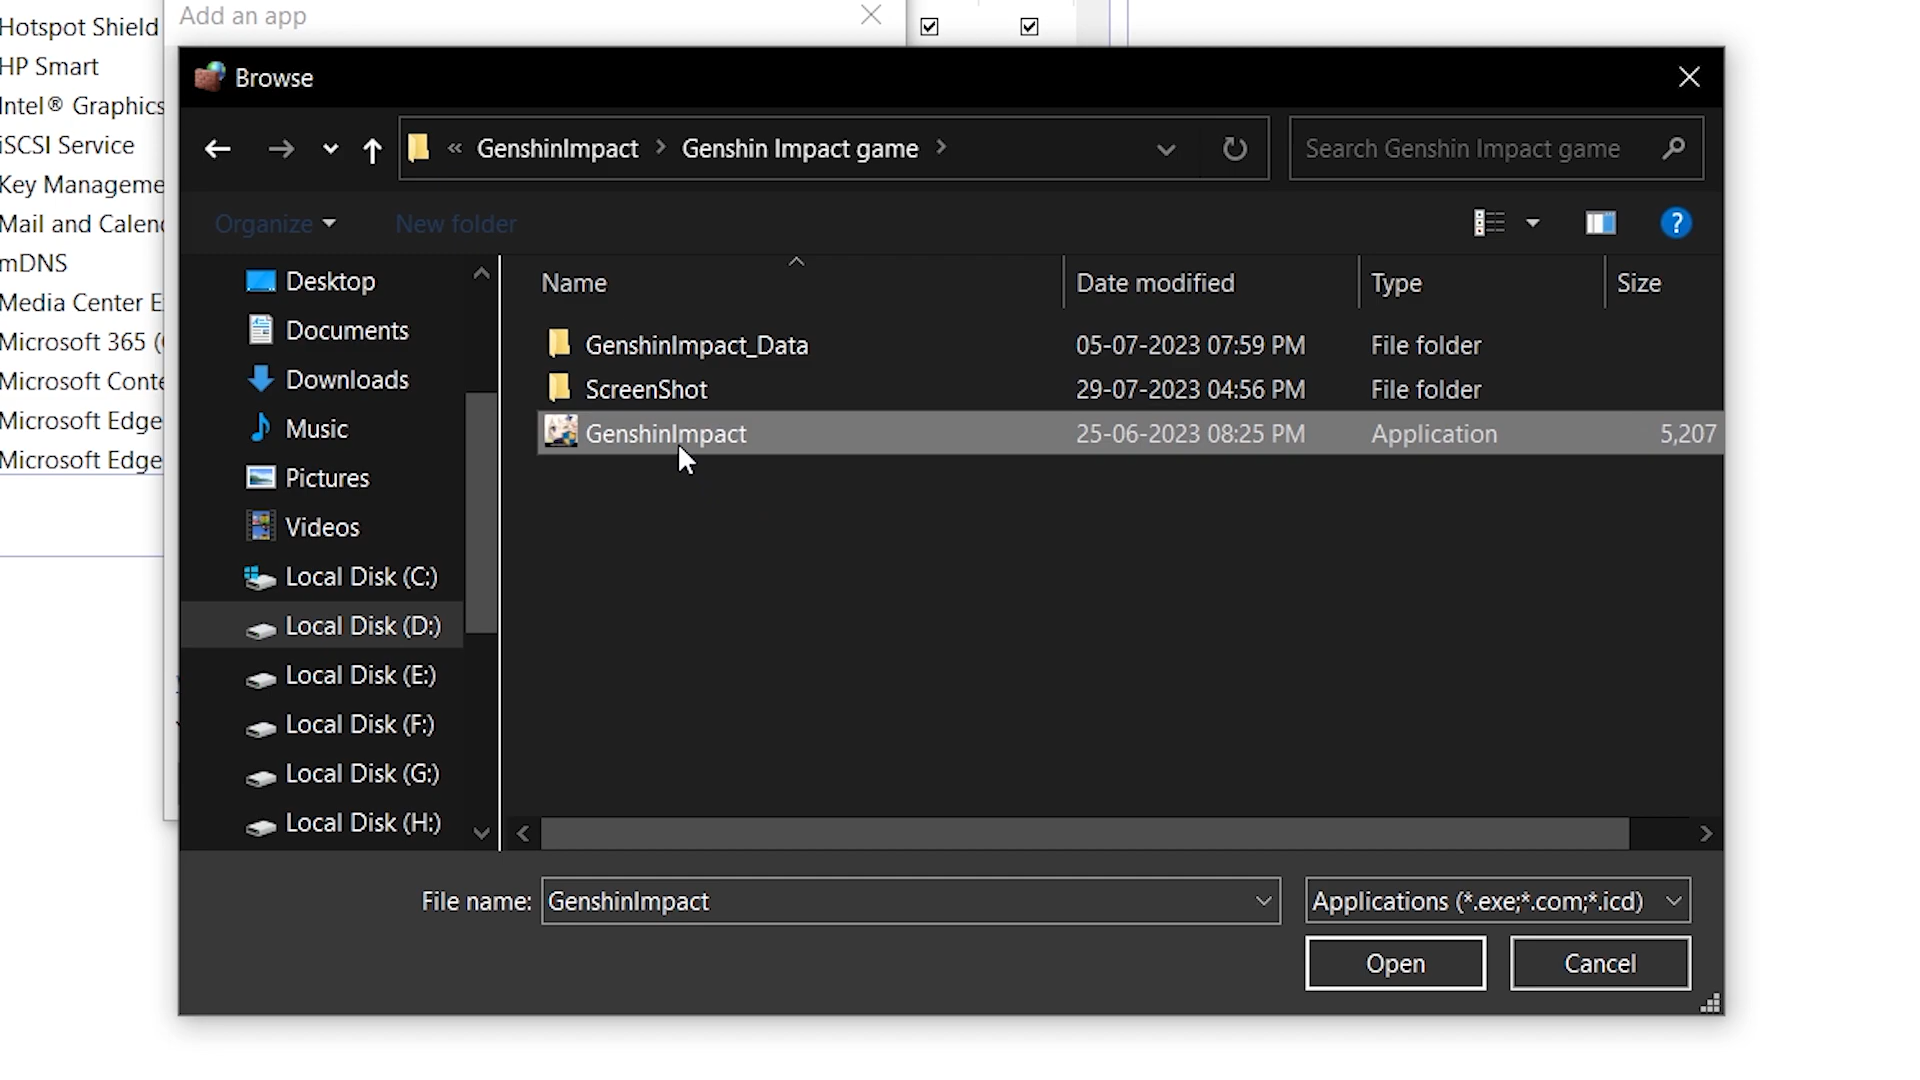 Add an app
Hotspot Shield
HP Smart
Intel® Graphics
iSCSI Service
Key Manageme
Mail and Calen
mDNS
Media Center E
Microsoft 365 (
Microsoft Conte
Microsoft Edge
Microsoft Edge
Browse
« GenshinImpact > Genshin Impact game >
Search Genshin Impact game
Organize
New folder
?
Desktop
Documents
Downloads
Music
Pictures
Videos
Local Disk (C:)
Local Disk (D:)
Local Disk (E:)
Local Disk (F:)
Local Disk (G:)
Local Disk (H:)
Name Date modified Type Size
GenshinImpact_Data 05-07-2023 07:59 PM File folder
ScreenShot 29-07-2023 04:56 PM File folder
GenshinImpact 25-06-2023 08:25 PM Application 5,207
File name: GenshinImpact
Applications (*.exe;*.com;*.icd)
Open
Cancel